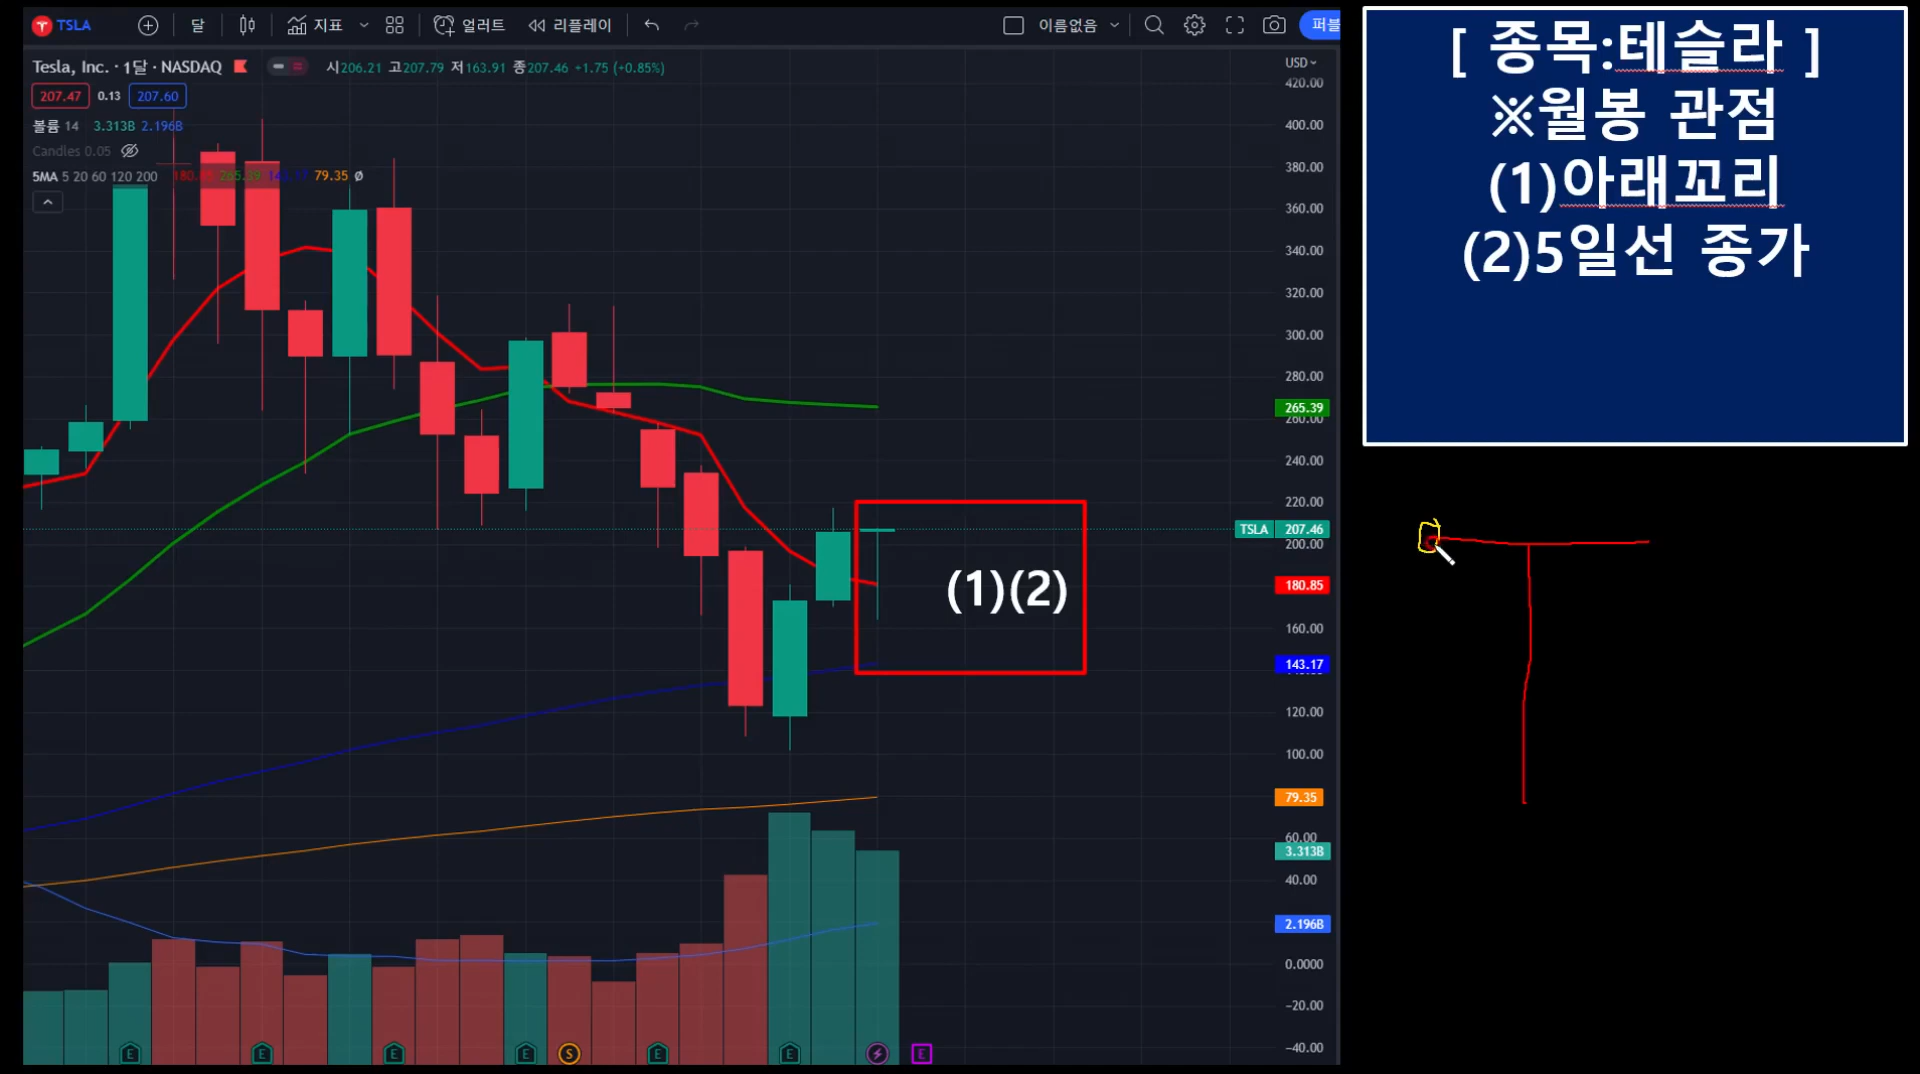 TSLA 달 지표 얼러트 리플레이 이름없음 퍼블
Tesla, Inc. · 1달 · NASDAQ 시206.21 고207.79 저163.91 종207.46 +1.75 (+0.85%)
207.47 0.13 207.60
볼륨 14 3.313B 2.196B
Candles 0.05
5MA 5 20 60 120 200 79.35 ø
USD
420.00
400.00
380.00
360.00
340.00
320.00
300.00
280.00
265.39
260.00
240.00
220.00
TSLA 207.46
200.00
180.85
160.00
143.17
120.00
100.00
79.35
60.00
3.313B
40.00
2.196B
0.0000
−20.00
−40.00
(1)(2)
E E E E S E E E
[ 종목:테슬라 ]
※월봉 관점
(1)아래꼬리
(2)5일선 종가